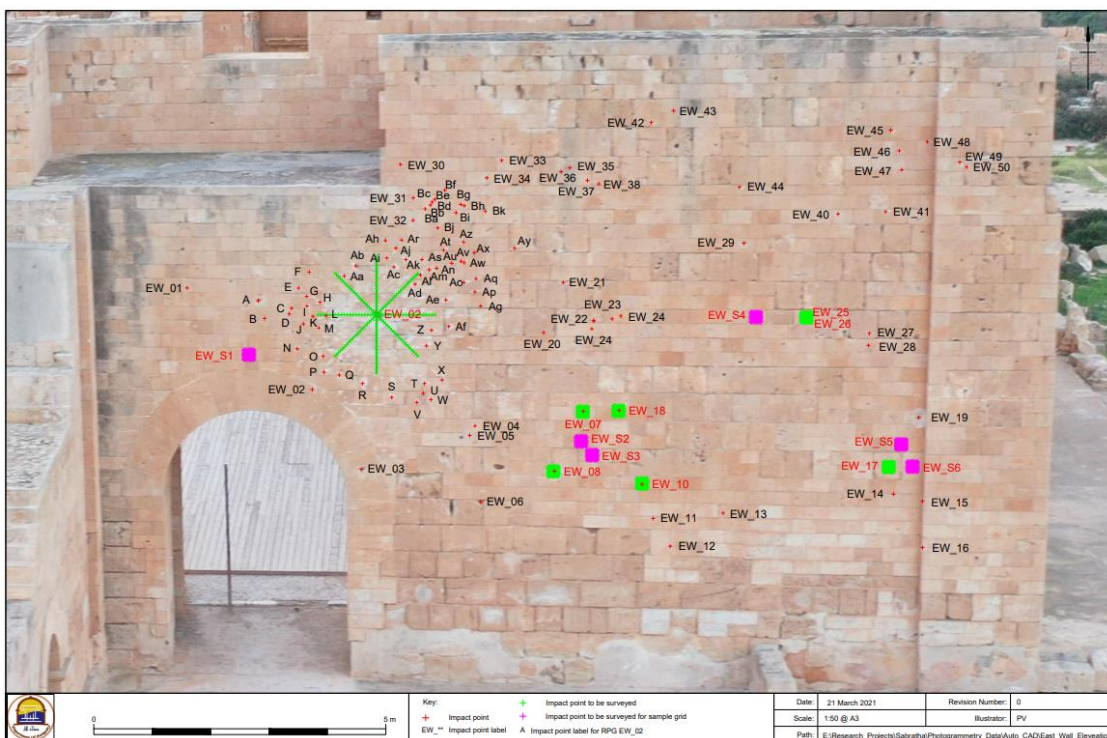 EW_43
EW_42
EW_45
EW_48
EW_46
EW_49
EW_33
EW_50
EW_30
EW_35
EW_47
EW_36
EW_34
EW_37
EW_38
EW_44
Bf
Bc
Be
Bg
EW_31
Bd
Bh
Bb
Bk
EW_40
EW_41
EW_32
Ba
Bi
Bj
Ah
Ar
Az
EW_29
Aj
At
Ax
Ay
Ab
Ai
As
Au
Av
Aw
F
Aa
Ac
Ak
An
Am
Al
Ao
Aq
EW_21
EW_01
E
G
Ad
Ap
A
H
Ae
Ag
EW_23
C
I
L
EW_02
EW_25
B
D
K
EW_22
EW_24
EW_S4
EW_26
J
M
Z
Af
EW_24
EW_20
EW_27
N
Y
EW_28
EW_S1
O
P
Q
X
EW_02
R
S
T
U
W
V
EW_18
EW_19
EW_04
EW_07
EW_05
EW_S2
EW_S5
EW_S3
EW_03
EW_08
EW_17
EW_S6
EW_10
EW_14
EW_06
EW_15
EW_11
EW_13
EW_12
EW_16
Key:
Impact point to be surveyed
Impact point
Impact point to be surveyed for sample grid
EW_** Impact point label
A Impact point label for RPG EW_02
0
5 m
Date: 21 March 2021
Revision Number: 0
Scale: 1:50 @ A3
Illustrator: PV
Path: E:\Research_Projects\Sabratha\Photogrammetry_Data\Auto_CAD\East_Wall_Eleveatio